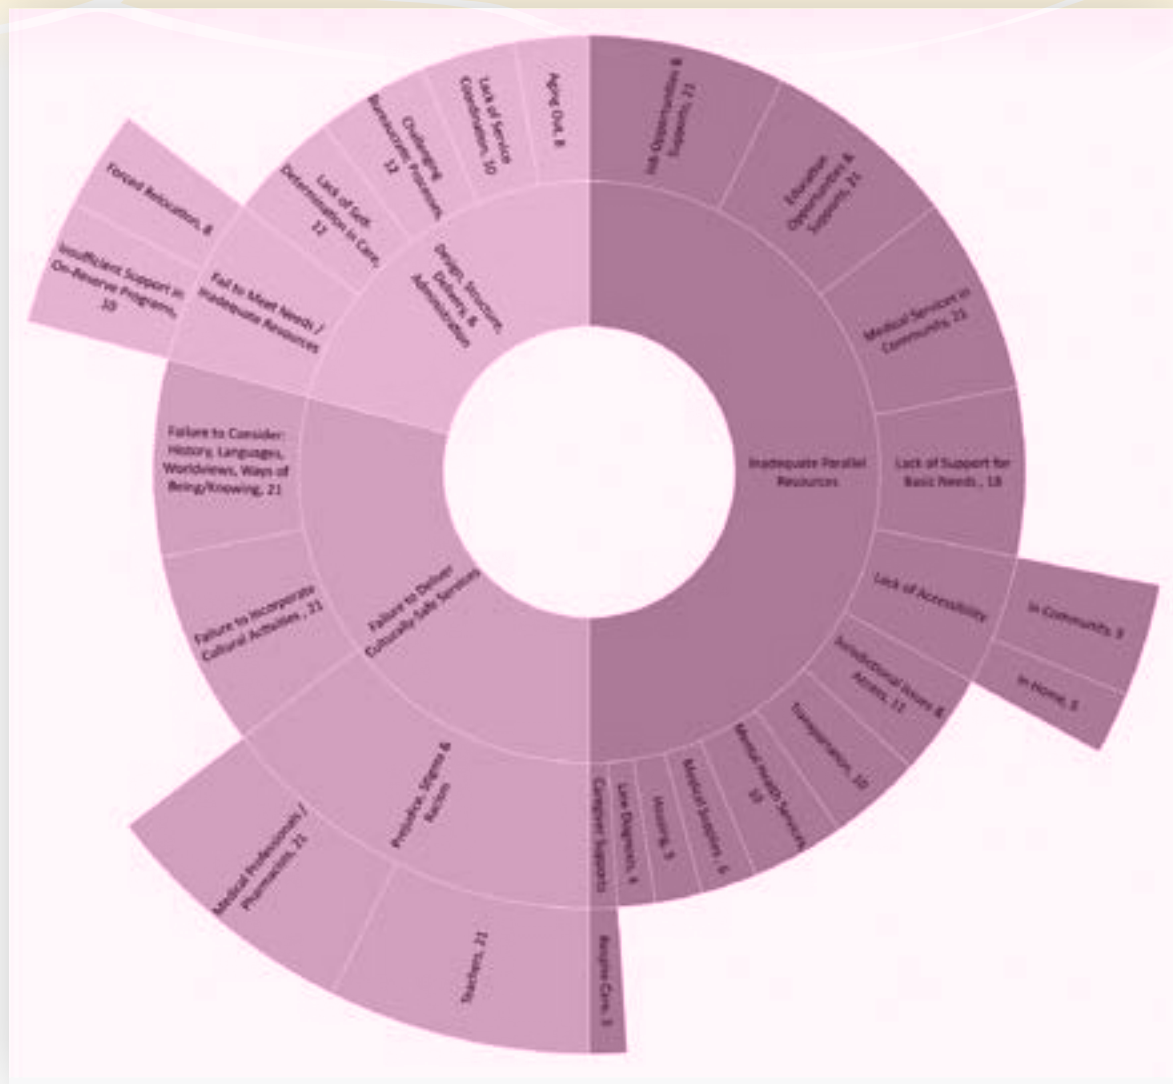 Job Opportunities &
Supports, 21
Education
Opportunities &
Supports, 21
Medical Services in
Community, 21
Lack of Support for
Basic Needs , 18
Lack of Accessibility
In Community, 9
In Home, 5
Jurisdictional Issues &
Access, 11
Transportation, 10
Mental Health Services,
10
Medical Supplies , 6
Housing, 5
Late Diagnosis, 4
Caregiver Supports
Respite Care, 3
Inadequate Parallel
Resources
Teachers, 21
Medical Professionals /
Pharmacists, 21
Prejudice, Stigma &
Racism
Failure to Incorporate
Cultural Activities , 21
Failure to Consider:
History, Languages,
Worldviews, Ways of
Being/Knowing, 21
Failure to Deliver
Culturally-Safe Services
Insufficient Support in
On-Reserve Programs,
10
Forced Relocation, 8
Fail to Meet Needs /
Inadequate Resources
Lack of Self-
Determination in Care,
12
Challenging
Bureaucratic Processes,
12
Lack of Service
Coordination, 10
Aging Out, 8
Design, Structure,
Delivery, &
Administration